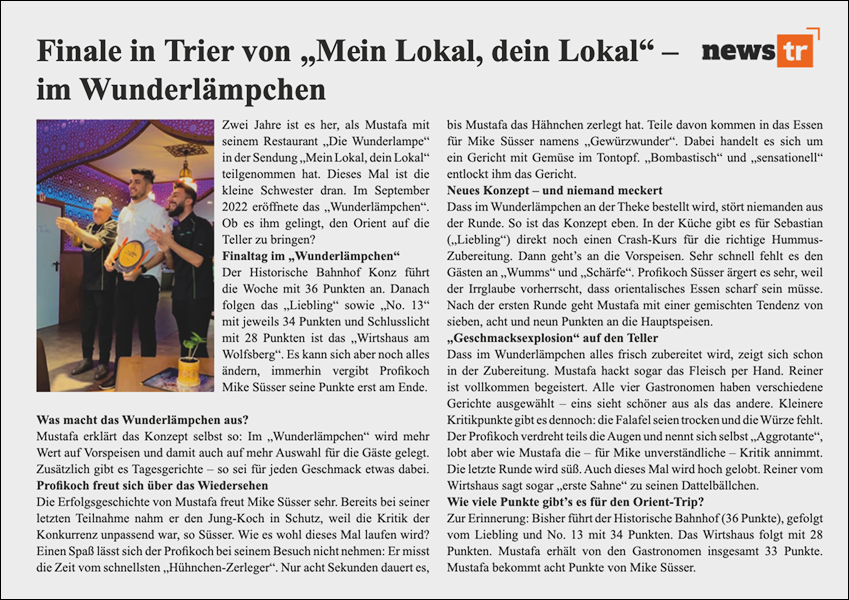 Finale in Trier von „Mein Lokal, dein Lokal“ –
im Wunderlämpchen
news tr
Zwei Jahre ist es her, als Mustafa mit
seinem Restaurant „Die Wunderlampe“
in der Sendung „Mein Lokal, dein Lokal“
teilgenommen hat. Dieses Mal ist die
kleine Schwester dran. Im September
2022 eröffnete das „Wunderlämpchen“.
Ob es ihm gelingt, den Orient auf die
Teller zu bringen?
Finaltag im „Wunderlämpchen“
Der Historische Bahnhof Konz führt
die Woche mit 36 Punkten an. Danach
folgen das „Liebling“ sowie „No. 13“
mit jeweils 34 Punkten und Schlusslicht
mit 28 Punkten ist das „Wirtshaus am
Wolfsberg“. Es kann sich aber noch alles
ändern, immerhin vergibt Profikoch
Mike Süsser seine Punkte erst am Ende.
Was macht das Wunderlämpchen aus?
Mustafa erklärt das Konzept selbst so: Im „Wunderlämpchen“ wird mehr
Wert auf Vorspeisen und damit auch auf mehr Auswahl für die Gäste gelegt.
Zusätzlich gibt es Tagesgerichte – so sei für jeden Geschmack etwas dabei.
Profikoch freut sich über das Wiedersehen
Die Erfolgsgeschichte von Mustafa freut Mike Süsser sehr. Bereits bei seiner
letzten Teilnahme nahm er den Jung-Koch in Schutz, weil die Kritik der
Konkurrenz unpassend war, so Süsser. Wie es wohl dieses Mal laufen wird?
Einen Spaß lässt sich der Profikoch bei seinem Besuch nicht nehmen: Er misst
die Zeit vom schnellsten „Hühnchen-Zerleger“. Nur acht Sekunden dauert es,
bis Mustafa das Hähnchen zerlegt hat. Teile davon kommen in das Essen
für Mike Süsser namens „Gewürzwunder“. Dabei handelt es sich um
ein Gericht mit Gemüse im Tontopf. „Bombastisch“ und „sensationell“
entlockt ihm das Gericht.
Neues Konzept – und niemand meckert
Dass im Wunderlämpchen an der Theke bestellt wird, stört niemanden aus
der Runde. So ist das Konzept eben. In der Küche gibt es für Sebastian
(„Liebling“) direkt noch einen Crash-Kurs für die richtige Hummus-
Zubereitung. Dann geht’s an die Vorspeisen. Sehr schnell fehlt es den
Gästen an „Wumms“ und „Schärfe“. Profikoch Süsser ärgert es sehr, weil
der Irrglaube vorherrscht, dass orientalisches Essen scharf sein müsse.
Nach der ersten Runde geht Mustafa mit einer gemischten Tendenz von
sieben, acht und neun Punkten an die Hauptspeisen.
„Geschmacksexplosion“ auf den Teller
Dass im Wunderlämpchen alles frisch zubereitet wird, zeigt sich schon
in der Zubereitung. Mustafa hackt sogar das Fleisch per Hand. Reiner
ist vollkommen begeistert. Alle vier Gastronomen haben verschiedene
Gerichte ausgewählt – eins sieht schöner aus als das andere. Kleinere
Kritikpunkte gibt es dennoch: die Falafel seien trocken und die Würze fehlt.
Der Profikoch verdreht teils die Augen und nennt sich selbst „Aggrotante“,
lobt aber wie Mustafa die – für Mike unverständliche – Kritik annimmt.
Die letzte Runde wird süß. Auch dieses Mal wird hoch gelobt. Reiner vom
Wirtshaus sagt sogar „erste Sahne“ zu seinen Dattelbällchen.
Wie viele Punkte gibt’s es für den Orient-Trip?
Zur Erinnerung: Bisher führt der Historische Bahnhof (36 Punkte), gefolgt
vom Liebling und No. 13 mit 34 Punkten. Das Wirtshaus folgt mit 28
Punkten. Mustafa erhält von den Gastronomen insgesamt 33 Punkte.
Mustafa bekommt acht Punkte von Mike Süsser.